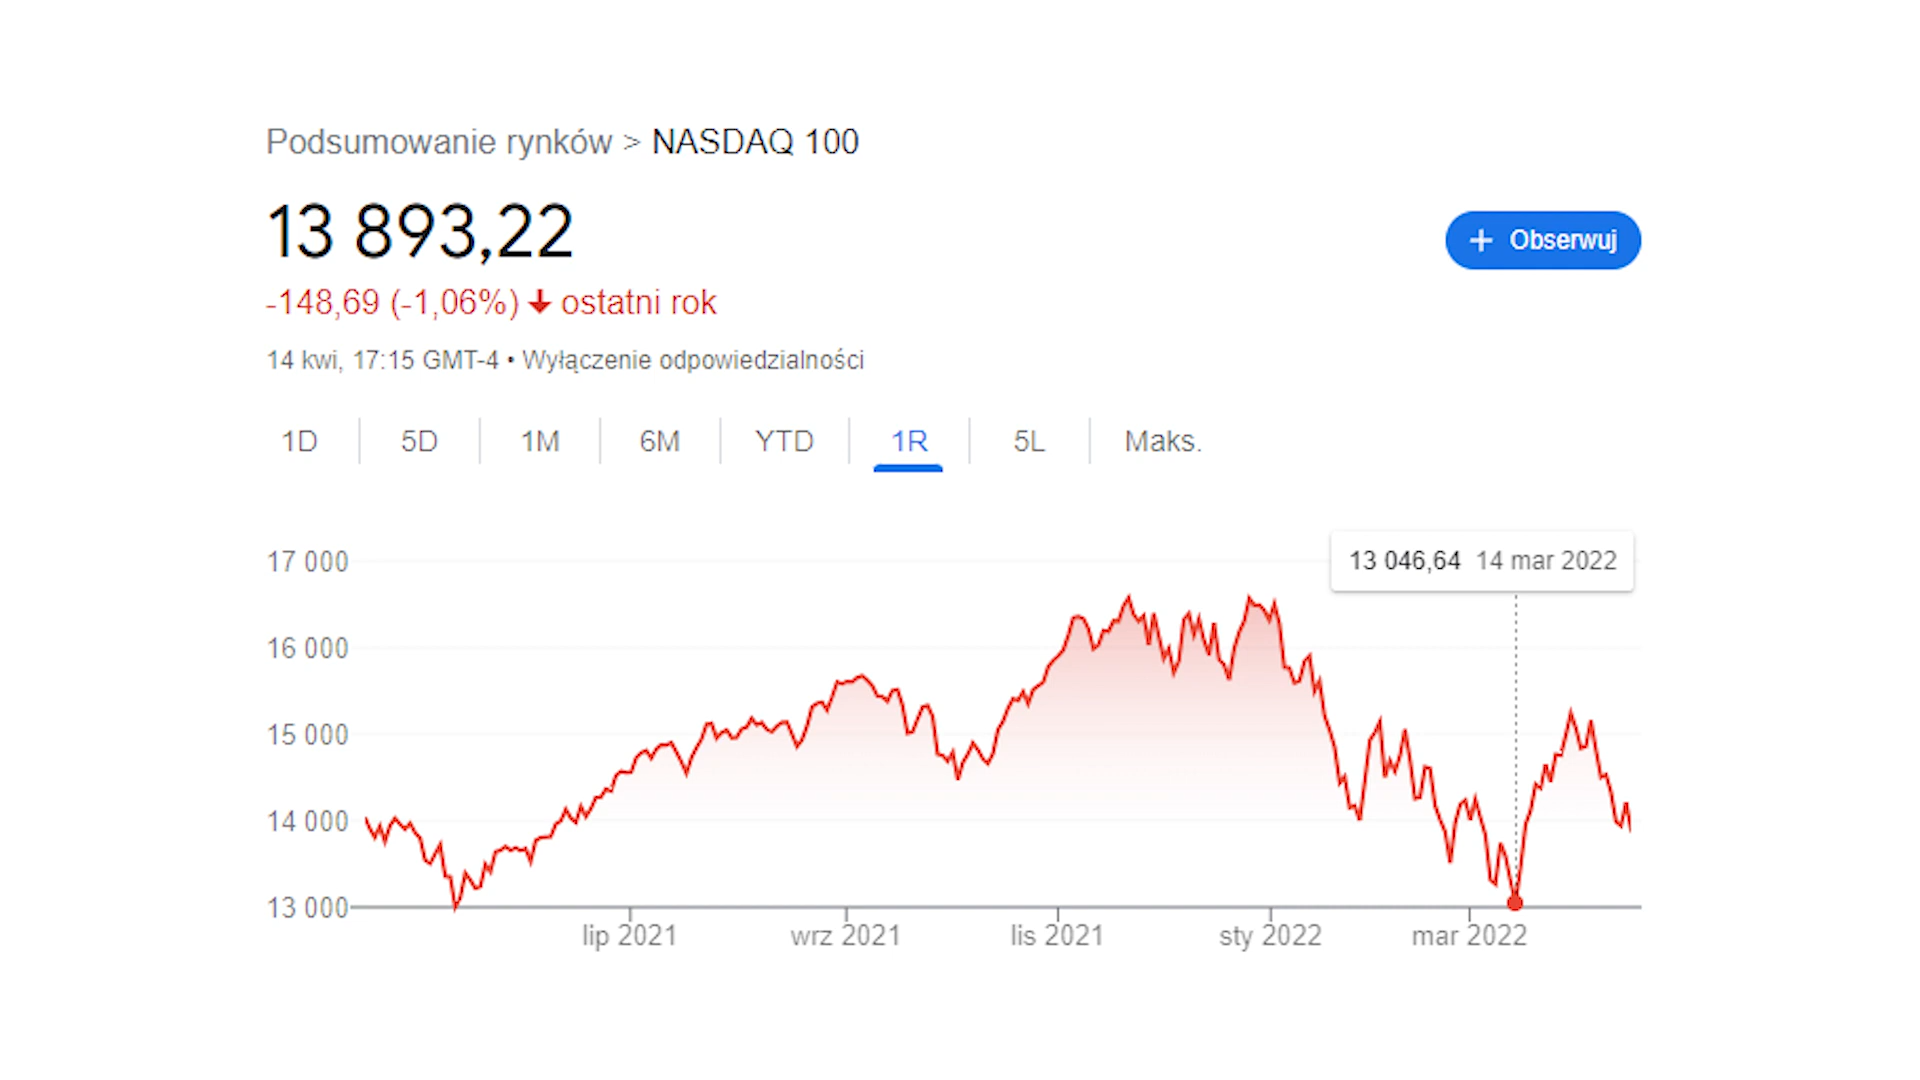 Podsumowanie rynków > NASDAQ 100
13 893,22
+ Obserwuj
-148,69 (-1,06%) ↓ ostatni rok
14 kwi, 17:15 GMT-4 • Wyłączenie odpowiedzialności
1D 5D 1M 6M YTD 1R 5L Maks.
13 046,64 14 mar 2022
17 000
16 000
15 000
14 000
13 000
lip 2021 wrz 2021 lis 2021 sty 2022 mar 2022